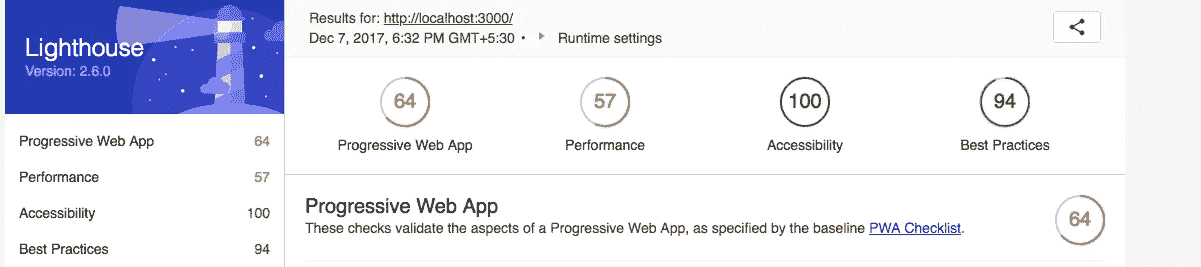 Lighthouse
Version: 2.6.0
Progressive Web App 64
Performance 57
Accessibility 100
Best Practices 94
Results for: http://localhost:3000/
Dec 7, 2017, 6:32 PM GMT+5:30 • Runtime settings
64 57 100 94
Progressive Web App Performance Accessibility Best Practices
Progressive Web App
These checks validate the aspects of a Progressive Web App, as specified by the baseline PWA Checklist.
64